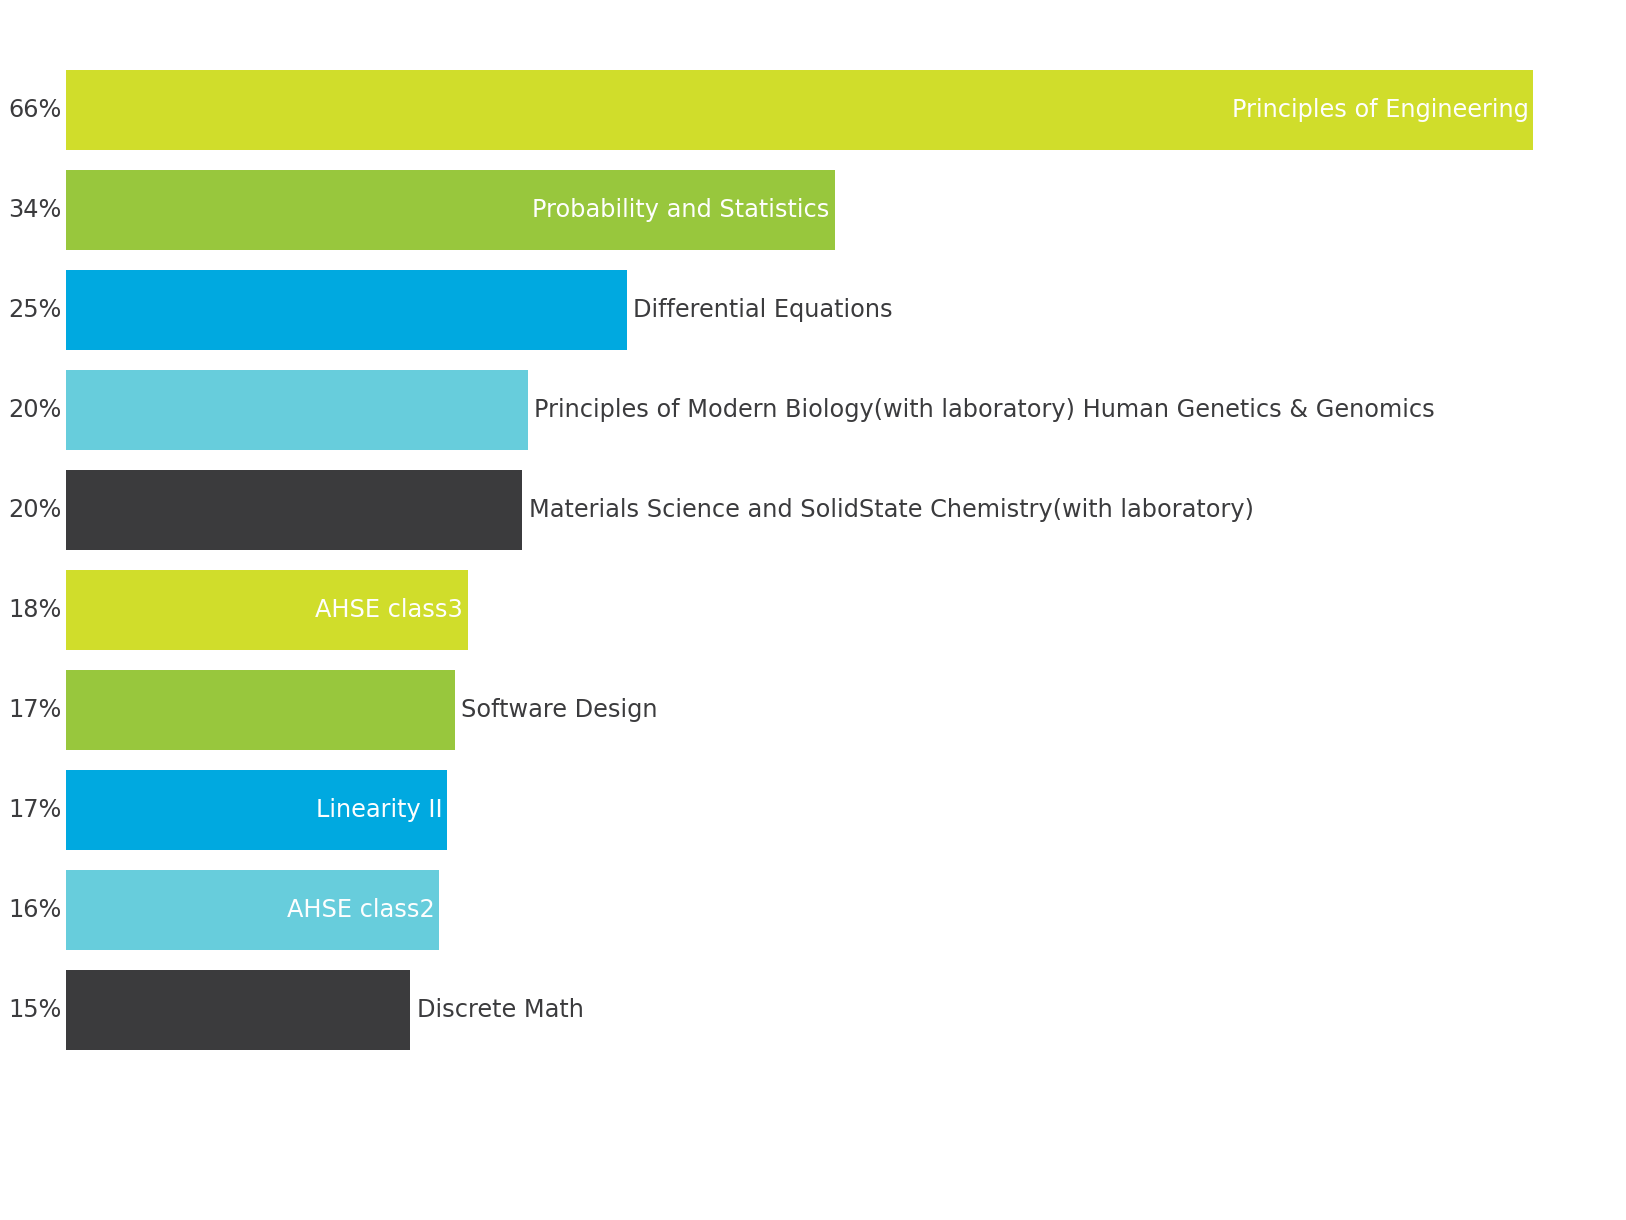 66% Principles of Engineering
34% Probability and Statistics
25% Differential Equations
20% Principles of Modern Biology(with laboratory) Human Genetics & Genomics
20% Materials Science and SolidState Chemistry(with laboratory)
18% AHSE class3
17% Software Design
17% Linearity II
16% AHSE class2
15% Discrete Math